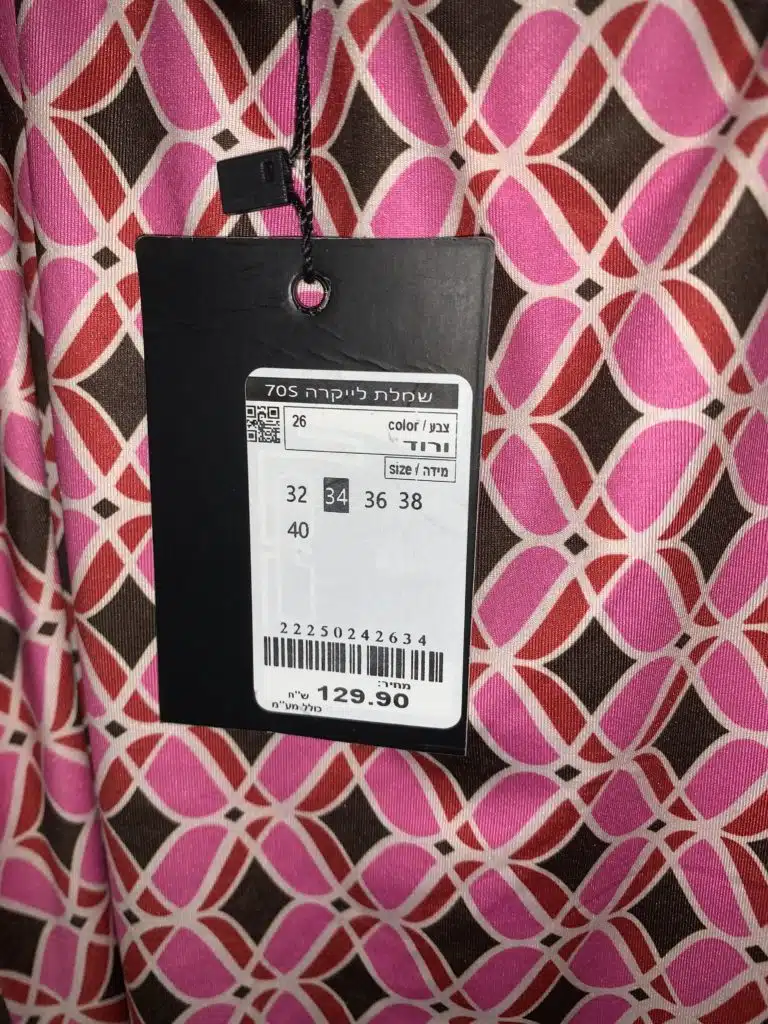 שמלת לייקרה 70S
צבע / color 26
ורוד
מידה / size
32 34 36 38
40
22250242634
מחיר:
129.90 ש"ח
כולל מע"מ